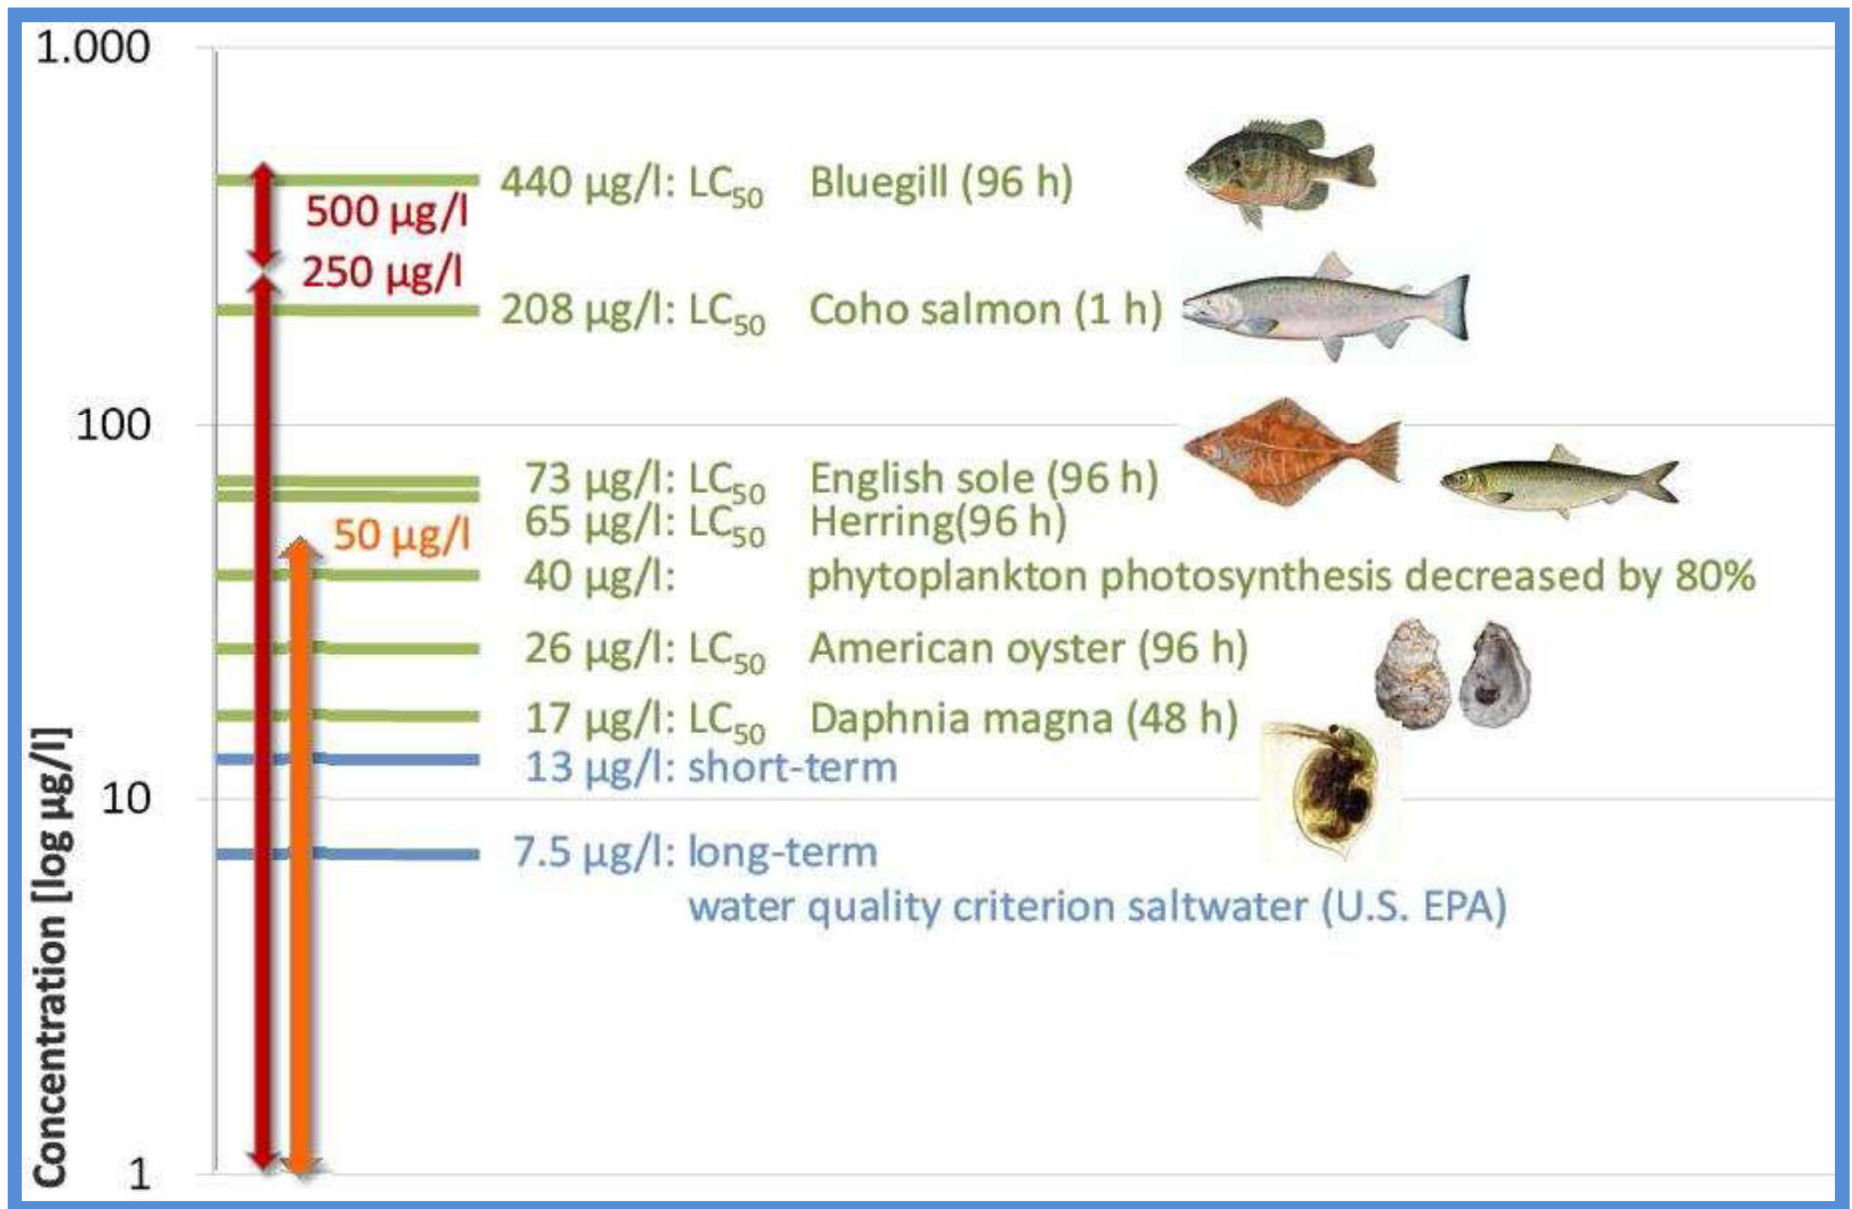 1.000
440 µg/l: LC50 Bluegill (96 h)
500 µg/l
250 µg/l
208 µg/l: LC50 Coho salmon (1 h)
100
73 µg/l: LC50 English sole (96 h)
65 µg/l: LC50 Herring(96 h)
50 µg/l
40 µg/l: phytoplankton photosynthesis decreased by 80%
26 µg/l: LC50 American oyster (96 h)
17 µg/l: LC50 Daphnia magna (48 h)
13 µg/l: short-term
10
7.5 µg/l: long-term
water quality criterion saltwater (U.S. EPA)
1
Concentration [log µg/l]